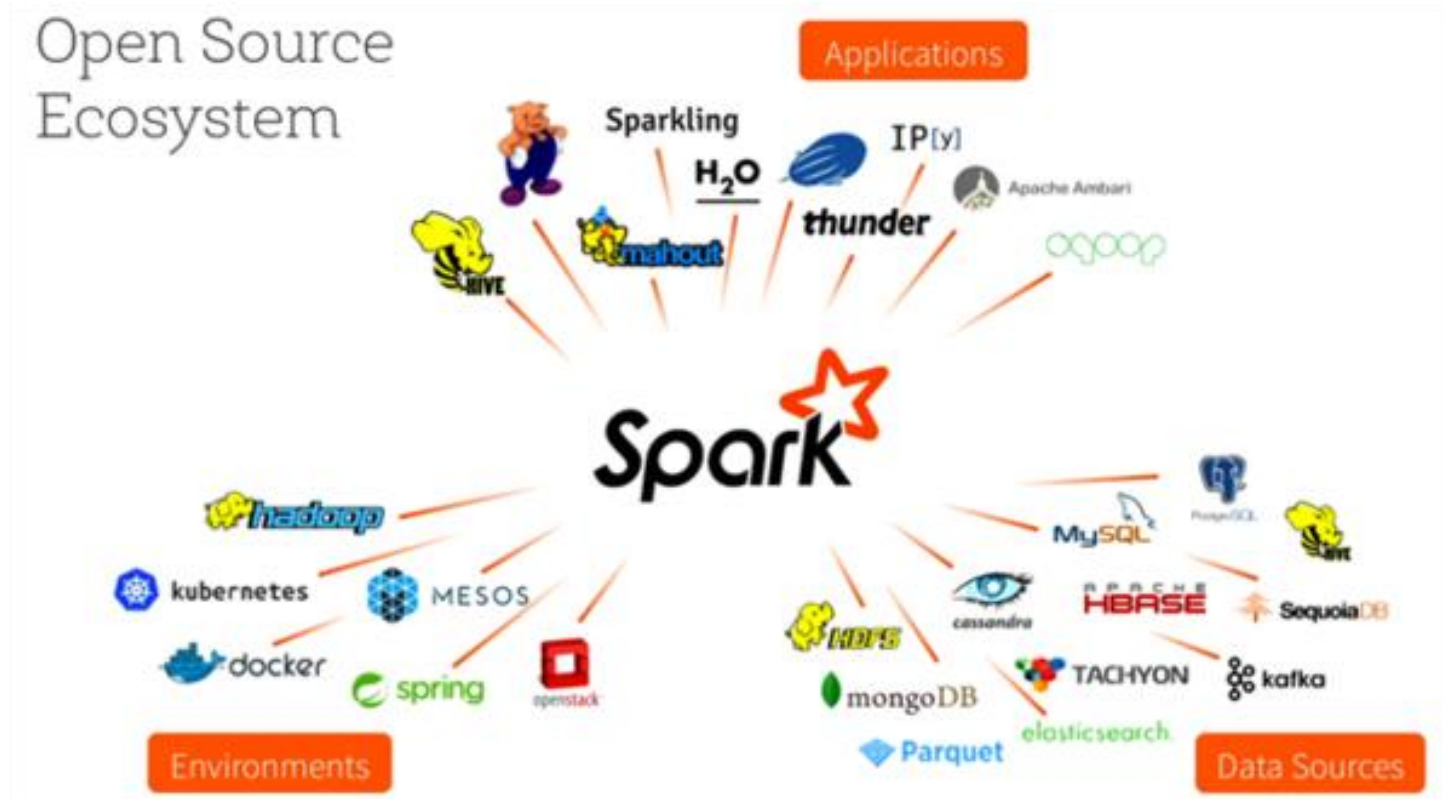 Open Source
Ecosystem
Applications
Sparkling
H₂O
IP[y]
Apache Ambari
thunder
mahout
HIVE
Spark
PostgreSQL
MySQL
HIVE
hadoop
kubernetes
MESOS
cassandra
APACHE
HBASE
SequoiaDB
HDFS
docker
spring
openstack
mongoDB
TACHYON
kafka
elasticsearch.
Parquet
Environments
Data Sources